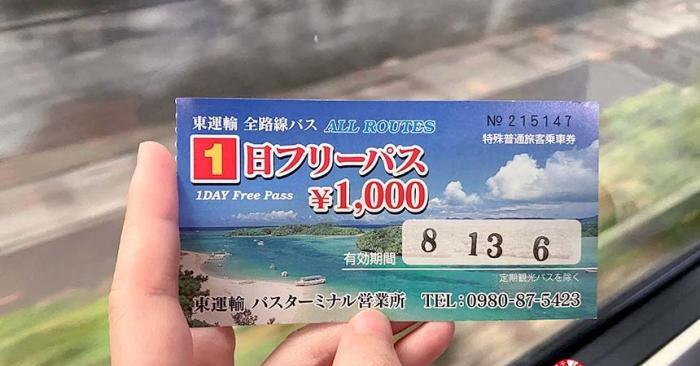 東運輸 全路線バス ALL ROUTES
№ 215147
特殊普通旅客乗車券
1日フリーパス
1DAY Free Pass
¥1,000
有効期間 8 13 6
定期観光バスを除く
東運輸 バスターミナル営業所 TEL:0980-87-5423